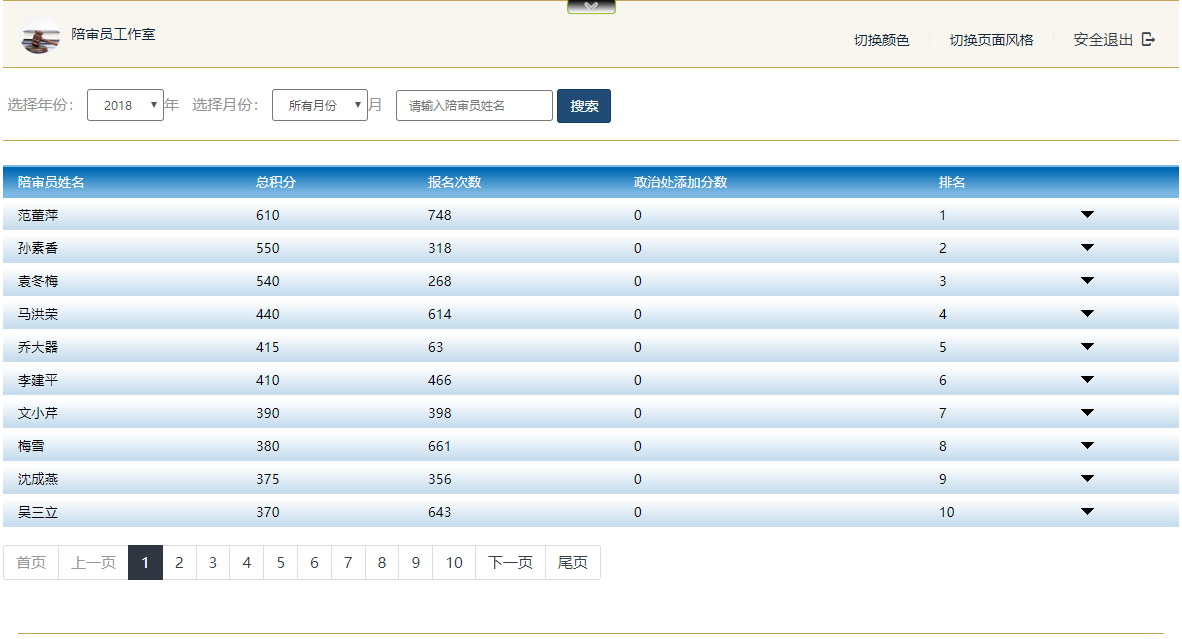 陪审员工作室
切换颜色 切换页面风格 安全退出
选择年份： 2018 年 选择月份： 所有月份 月 请输入陪审员姓名 搜索
陪审员姓名 总积分 报名次数 政治处添加分数 排名
范董萍 610 748 0 1
孙素香 550 318 0 2
袁冬梅 540 268 0 3
马洪荣 440 614 0 4
乔大器 415 63 0 5
李建平 410 466 0 6
文小芹 390 398 0 7
梅雪 380 661 0 8
沈成燕 375 356 0 9
吴三立 370 643 0 10
首页 上一页 1 2 3 4 5 6 7 8 9 10 下一页 尾页